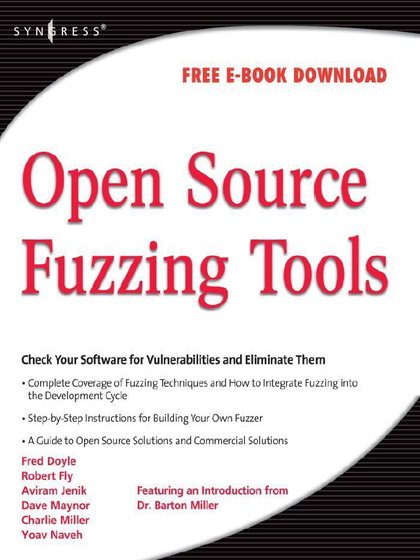 SYNGRESS®
FREE E-BOOK DOWNLOAD
Open Source
Fuzzing Tools
Check Your Software for Vulnerabilities and Eliminate Them
• Complete Coverage of Fuzzing Techniques and How to Integrate Fuzzing into
the Development Cycle
• Step-by-Step Instructions for Building Your Own Fuzzer
• A Guide to Open Source Solutions and Commercial Solutions
Fred Doyle
Robert Fly
Aviram Jenik
Dave Maynor
Charlie Miller
Yoav Naveh
Featuring an Introduction from
Dr. Barton Miller